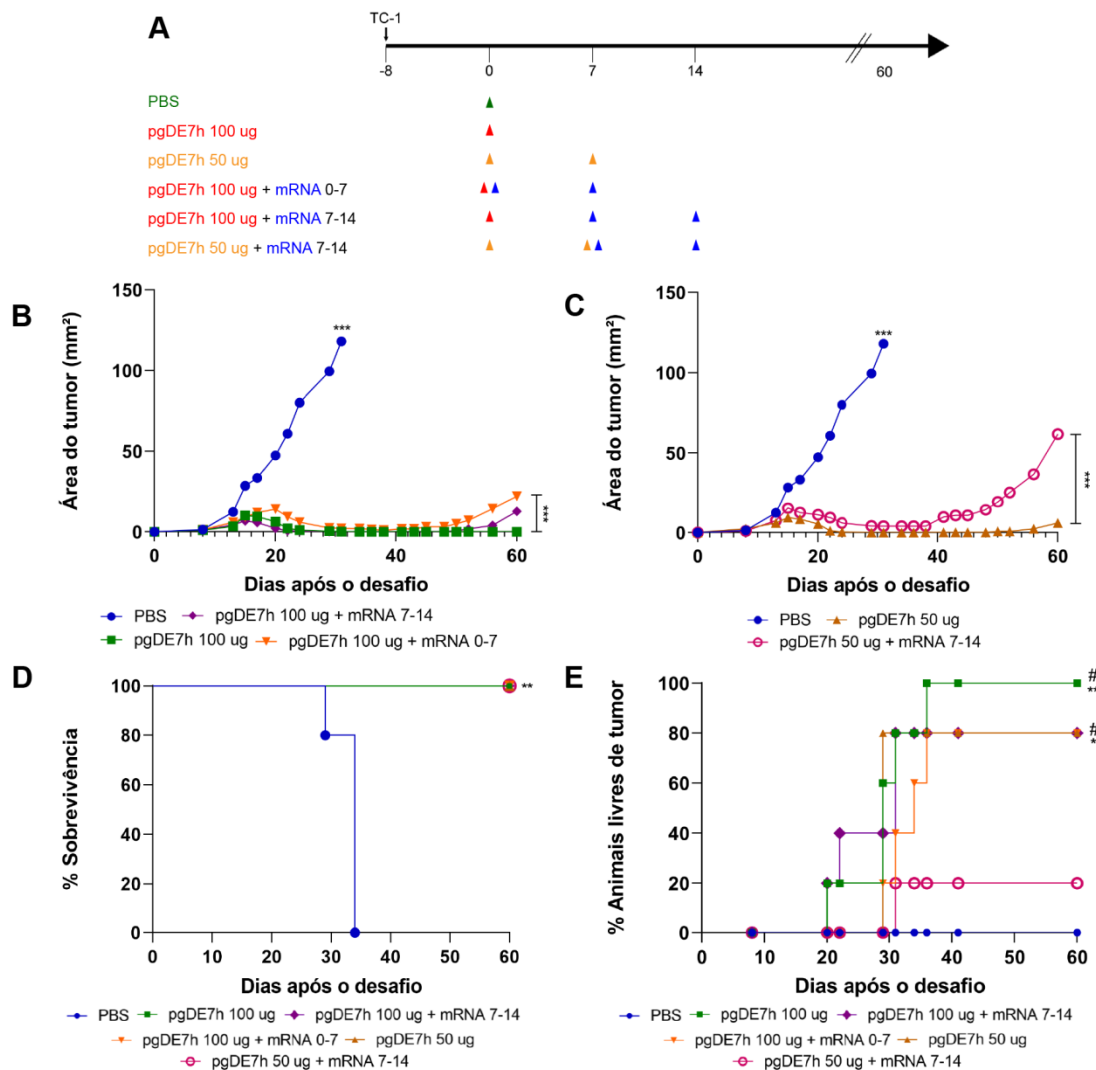 A
TC-1
-8 0 7 14 60
PBS
pgDE7h 100 ug
pgDE7h 50 ug
pgDE7h 100 ug + mRNA 0-7
pgDE7h 100 ug + mRNA 7-14
pgDE7h 50 ug + mRNA 7-14
B
Área do tumor (mm²)
150
100
50
0
***
***
0 20 40 60
Dias após o desafio
PBS pgDE7h 100 ug + mRNA 7-14
pgDE7h 100 ug pgDE7h 100 ug + mRNA 0-7
C
Área do tumor (mm²)
150
100
50
0
***
***
0 20 40 60
Dias após o desafio
PBS pgDE7h 50 ug
pgDE7h 50 ug + mRNA 7-14
D
% Sobrevivência
100
80
60
40
20
0
**
0 10 20 30 40 50 60
Dias após o desafio
PBS pgDE7h 100 ug pgDE7h 100 ug + mRNA 7-14
pgDE7h 100 ug + mRNA 0-7 pgDE7h 50 ug
pgDE7h 50 ug + mRNA 7-14
E
% Animais livres de tumor
100
80
60
40
20
0
#
**
#
*
0 10 20 30 40 50 60
Dias após o desafio
PBS pgDE7h 100 ug pgDE7h 100 ug + mRNA 7-14
pgDE7h 100 ug + mRNA 0-7 pgDE7h 50 ug
pgDE7h 50 ug + mRNA 7-14